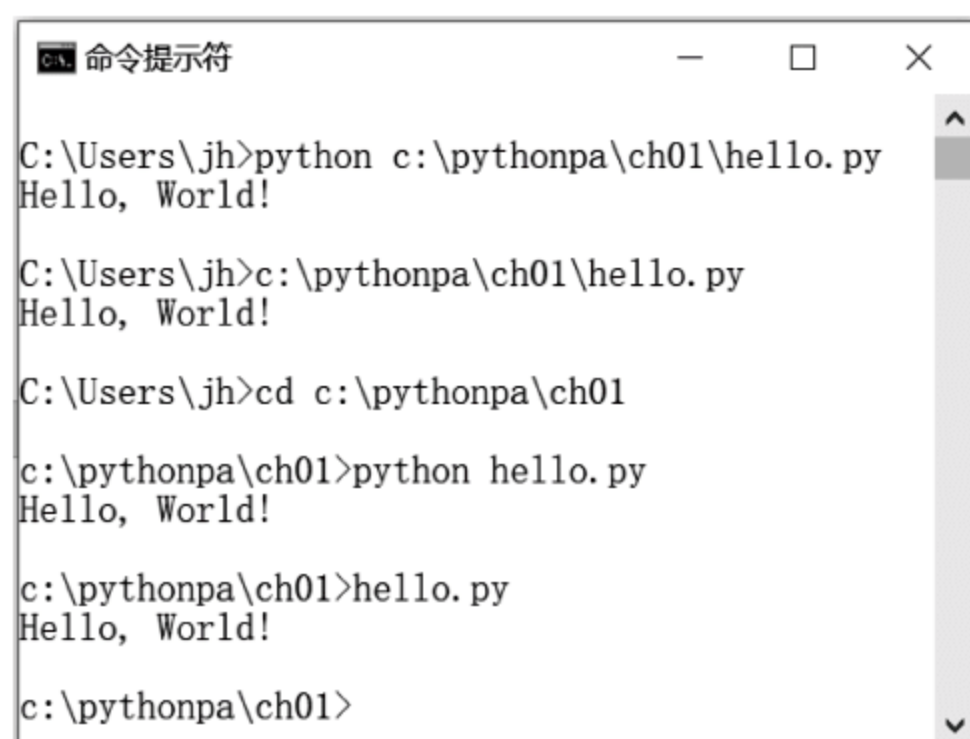 命令提示符
C:\Users\jh>python c:\pythonpa\ch01\hello.py
Hello, World!
C:\Users\jh>c:\pythonpa\ch01\hello.py
Hello, World!
C:\Users\jh>cd c:\pythonpa\ch01
c:\pythonpa\ch01>python hello.py
Hello, World!
c:\pythonpa\ch01>hello.py
Hello, World!
c:\pythonpa\ch01>